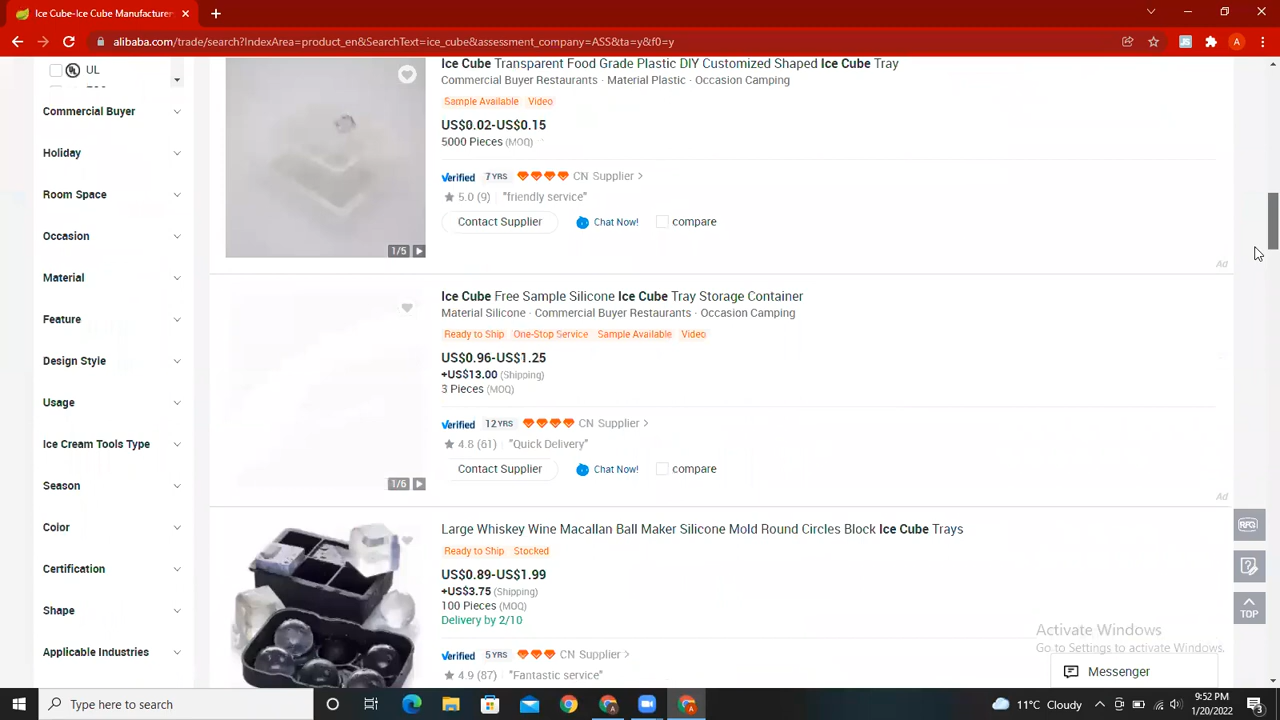 Ice Cube-Ice Cube Manufacturer
alibaba.com/trade/search?IndexArea=product_en&SearchText=ice_cube&assessment_company=ASS&ta=y&tf0=y
UL
Commercial Buyer
Holiday
Room Space
Occasion
Material
Feature
Design Style
Usage
Ice Cream Tools Type
Season
Color
Certification
Shape
Applicable Industries
Ice Cube Transparent Food Grade Plastic DIY Customized Shaped Ice Cube Tray
Commercial Buyer Restaurants · Material Plastic · Occasion Camping
Sample Available Video
US$0.02-US$0.15
5000 Pieces (MOQ)
Verified 7 YRS CN Supplier >
5.0 (9) "friendly service"
Contact Supplier Chat Now! compare
1/5
Ad
Ice Cube Free Sample Silicone Ice Cube Tray Storage Container
Material Silicone · Commercial Buyer Restaurants · Occasion Camping
Ready to Ship One-Stop Service Sample Available Video
US$0.96-US$1.25
+US$13.00 (Shipping)
3 Pieces (MOQ)
Verified 12 YRS CN Supplier >
4.8 (61) "Quick Delivery"
Contact Supplier Chat Now! compare
1/6
Ad
Large Whiskey Wine Macallan Ball Maker Silicone Mold Round Circles Block Ice Cube Trays
Ready to Ship Stocked
US$0.89-US$1.99
+US$3.75 (Shipping)
100 Pieces (MOQ)
Delivery by 2/10
Verified 5 YRS CN Supplier >
4.9 (87) "Fantastic service"
RFQ
TOP
Activate Windows
Go to Settings to activate Windows.
Messenger
Type here to search
11°C Cloudy
9:52 PM
1/20/2022